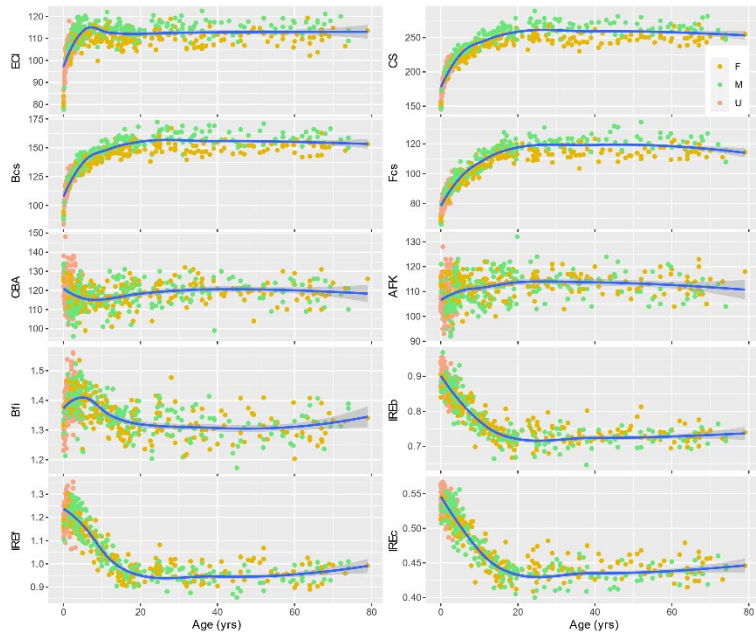 ECI
120
110
100
90
80
CS
250
200
150
F
M
U
Bcs
175
150
125
100
Fcs
120
100
80
CBA
150
140
130
120
110
100
AFK
130
120
110
100
90
Bfi
1.5
1.4
1.3
1.2
IREb
0.9
0.8
0.7
IREf
1.3
1.2
1.1
1.0
0.9
IREc
0.55
0.50
0.45
0.40
0 20 40 60 80
Age (yrs)
0 20 40 60 80
Age (yrs)